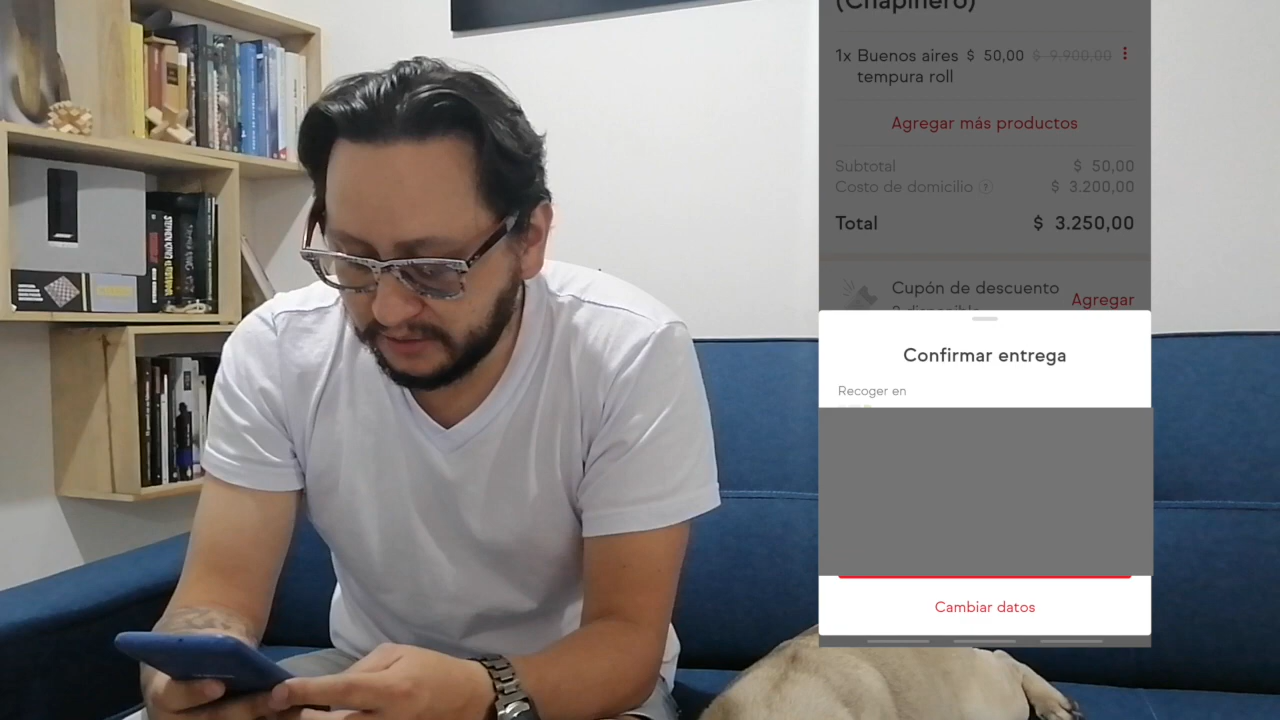 (Chapinero)
1x Buenos aires $ 50,00 $ 9.900,00
tempura roll
Agregar más productos
Subtotal $ 50,00
Costo de domicilio ? $ 3.200,00
Total $ 3.250,00
Cupón de descuento
Agregar
Confirmar entrega
Recoger en
Cambiar datos